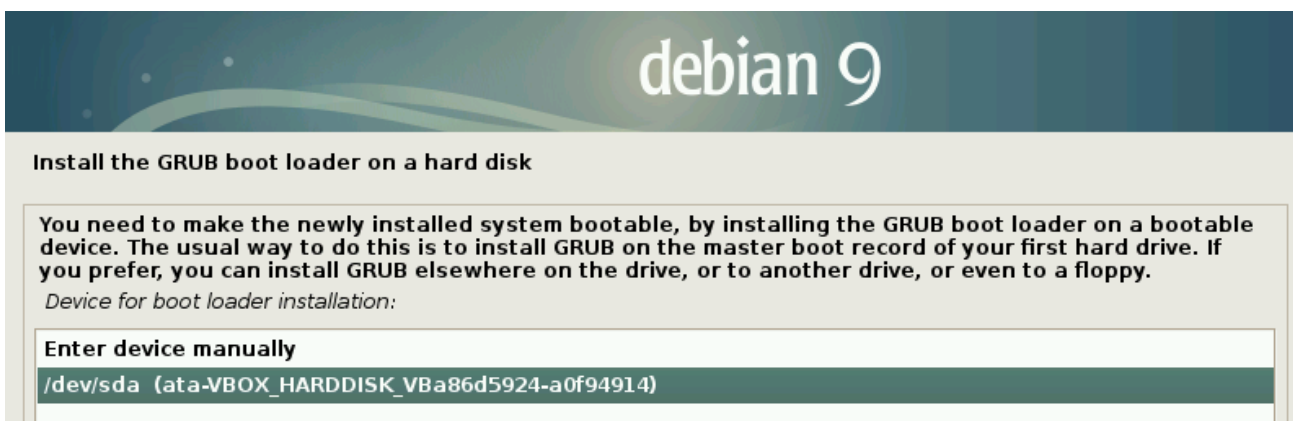 debian 9
Install the GRUB boot loader on a hard disk
You need to make the newly installed system bootable, by installing the GRUB boot loader on a bootable
device. The usual way to do this is to install GRUB on the master boot record of your first hard drive. If
you prefer, you can install GRUB elsewhere on the drive, or to another drive, or even to a floppy.
Device for boot loader installation:
Enter device manually
/dev/sda (ata-VBOX_HARDDISK_VBa86d5924-a0f94914)